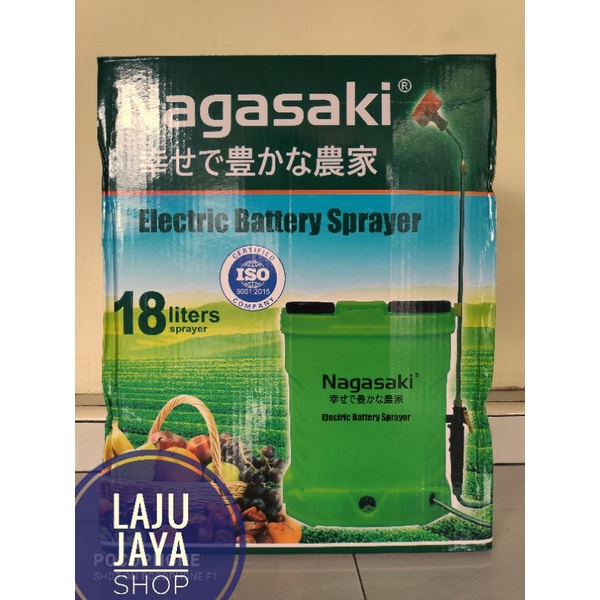 Nagasaki®
幸せで豊かな農家
Electric Battery Sprayer
CERTIFIED
ISO
9001:2015
COMPANY
18 liters
sprayer
Nagasaki®
幸せで豊かな農家
Electric Battery Sprayer
LAJU
JAYA
SHOP